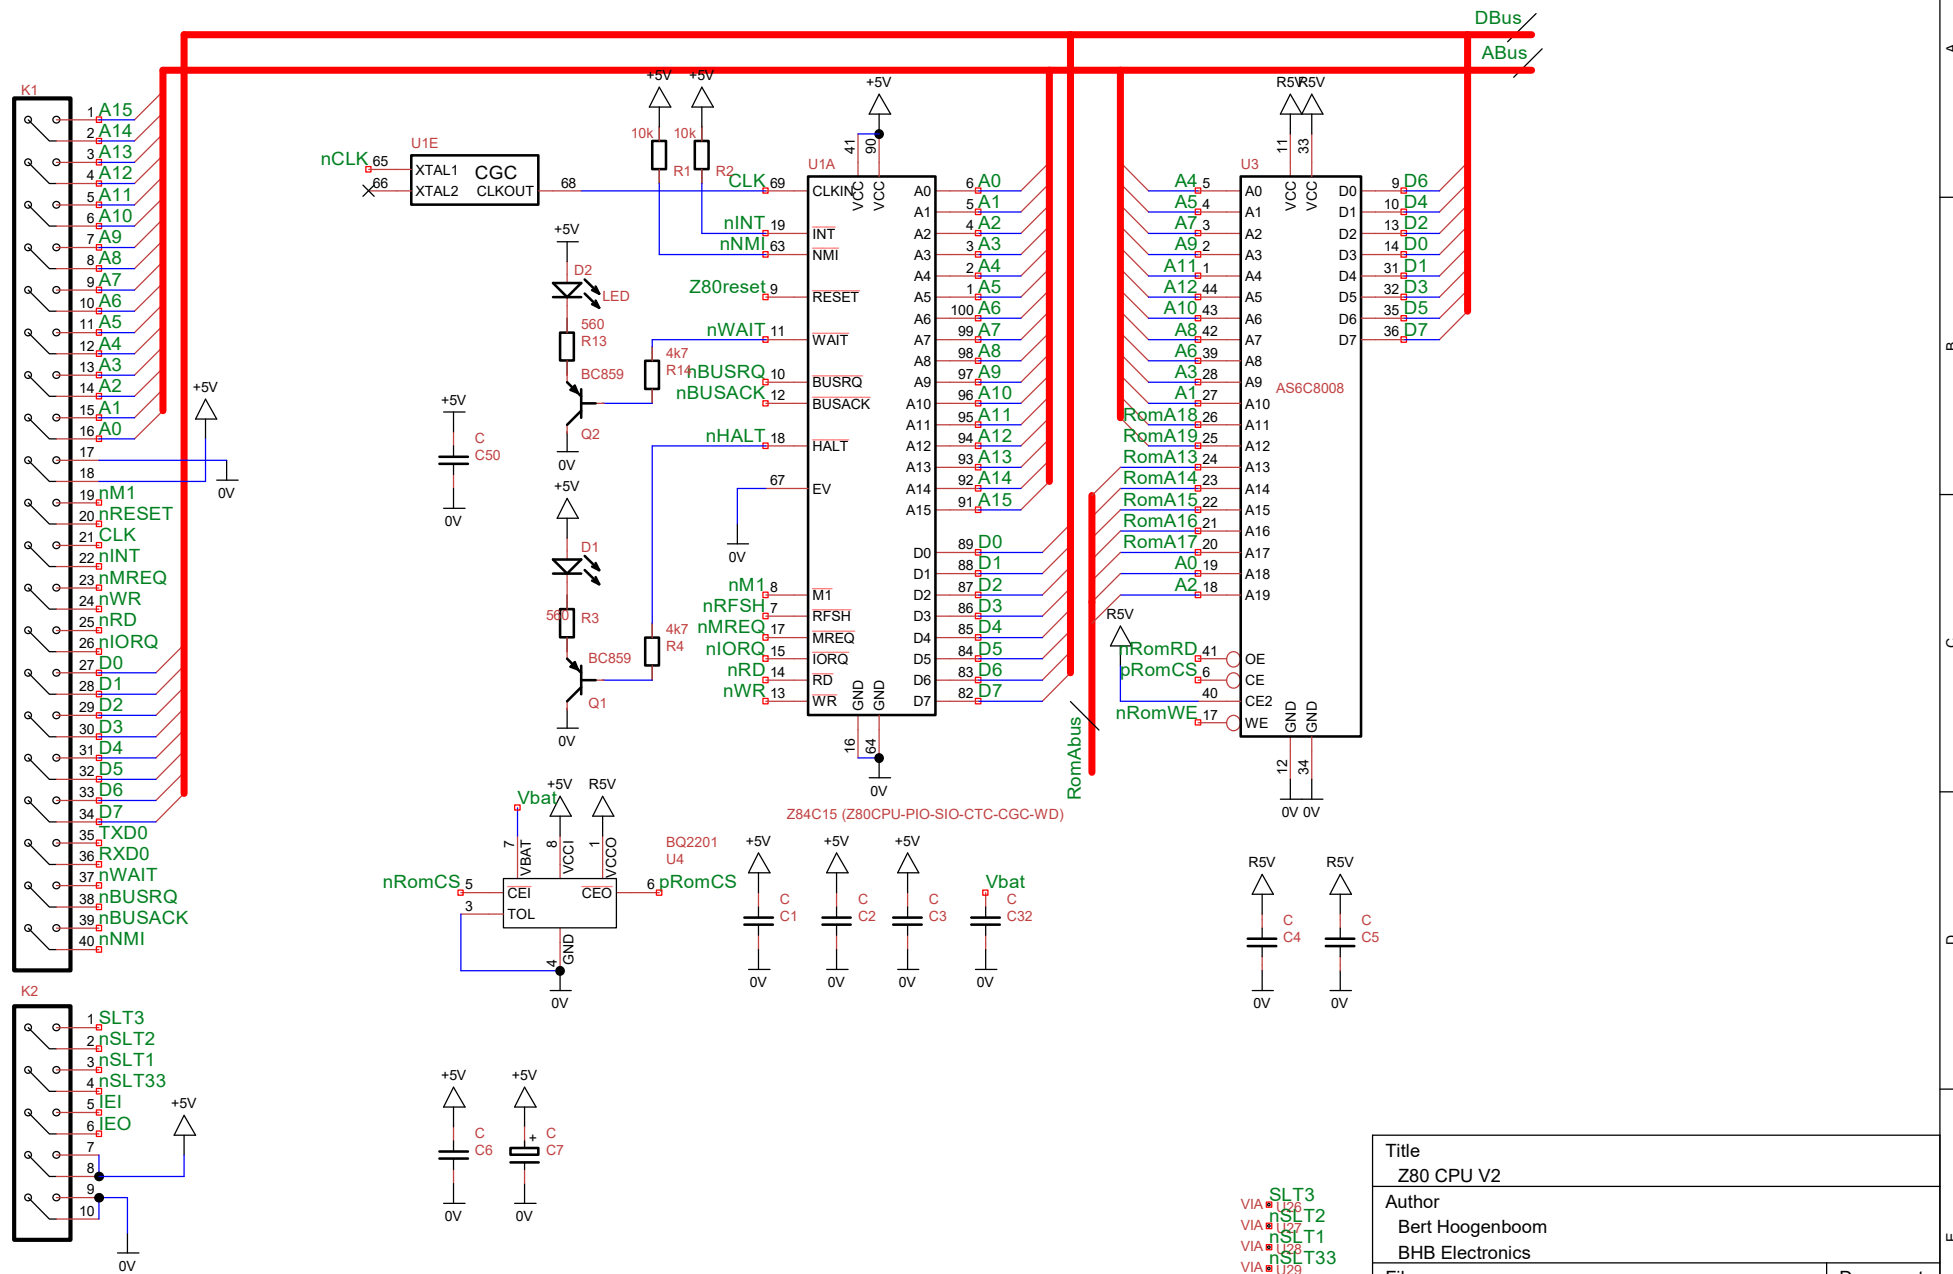 DBus
ABus
A
B
C
D
E
K1
1 A15
2 A14
3 A13
4 A12
5 A11
6 A10
7 A9
8 A8
9 A7
10 A6
11 A5
12 A4
13 A3
14 A2
15 A1
16 A0
17
18
19 nM1
20 nRESET
21 CLK
22 nINT
23 nMREQ
24 nWR
25 nRD
26 nIORQ
27 D0
28 D1
29 D2
30 D3
31 D4
32 D5
33 D6
34 D7
35 TXD0
36 RXD0
37 nWAIT
38 nBUSRQ
39 nBUSACK
40 nNMI
+5V
0V
K2
1 SLT3
2 nSLT2
3 nSLT1
4 nSLT33
5 IEI
6 IEO
7
8
9
10
+5V
0V
U1E
nCLK 65 XTAL1
66 XTAL2
CGC
CLKOUT 68
+5V +5V
10k R1
10k R2
+5V
D2
LED
560
R13
BC859
Q2
0V
4k7
R14
+5V
C
C50
0V
+5V
D1
560 R3
BC859
Q1
0V
4k7
R4
U1A
+5V
41 90
VCC VCC
CLK 69 CLKIN
nINT 19 INT
nNMI 63 NMI
Z80reset 9 RESET
nWAIT 11 WAIT
nBUSRQ 10 BUSRQ
nBUSACK 12 BUSACK
nHALT 18 HALT
67 EV
0V
nM1 8 M1
nRFSH 7 RFSH
nMREQ 17 MREQ
nIORQ 15 IORQ
nRD 14 RD
nWR 13 WR
A0 6 A0
A1 5 A1
A2 4 A2
A3 3 A3
A4 2 A4
A5 1 A5
A6 100 A6
A7 99 A7
A8 98 A8
A9 97 A9
A10 96 A10
A11 95 A11
A12 94 A12
A13 93 A13
A14 92 A14
A15 91 A15
D0 89 D0
D1 88 D1
D2 87 D2
D3 86 D3
D4 85 D4
D5 84 D5
D6 83 D6
D7 82 D7
GND GND
16 64
0V
Z84C15 (Z80CPU-PIO-SIO-CTC-CGC-WD)
U3
R5V R5V
11 33
VCC VCC
A4 5 A0
A5 4 A1
A7 3 A2
A9 2 A3
A11 1 A4
A12 44 A5
A10 43 A6
A8 42 A7
A6 39 A8
A3 28 A9
A1 27 A10
RomA18 26 A11
RomA19 25 A12
RomA13 24 A13
RomA14 23 A14
RomA15 22 A15
RomA16 21 A16
RomA17 20 A17
A0 19 A18
A2 18 A19
R5V
nRomRD 41 OE
pRomCS 6 CE
40 CE2
nRomWE 17 WE
AS6C8008
D0 9 D6
D1 10 D4
D2 13 D2
D3 14 D0
D4 31 D1
D5 32 D3
D6 35 D5
D7 36 D7
GND GND
12 34
0V 0V
RomAbus
Vbat +5V R5V
7 8 1
VBAT VCCI VCCO
BQ2201
U4
nRomCS 5 CEI
CEO 6 pRomCS
3 TOL
GND
4
0V
+5V
C
C1
0V
+5V
C
C2
0V
+5V
C
C3
0V
Vbat
C
C32
0V
R5V
C
C4
0V
R5V
C
C5
0V
+5V
C
C6
0V
+5V
+
C
C7
0V
SLT3
VIA U26
nSLT2
VIA U27
nSLT1
VIA U28
nSLT33
VIA U29
Title
Z80 CPU V2
Author
Bert Hoogenboom
BHB Electronics